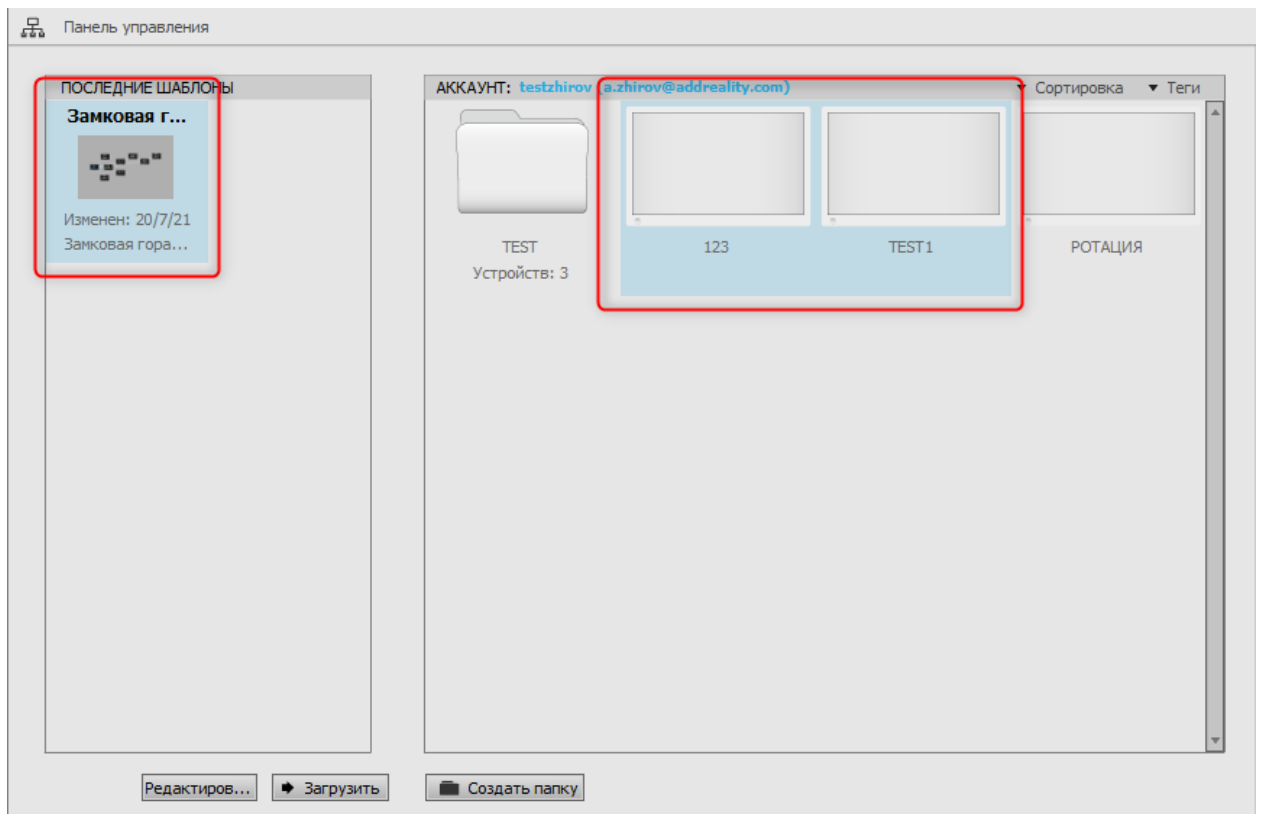 Панель управления
ПОСЛЕДНИЕ ШАБЛОНЫ
Замковая г...
Изменен: 20/7/21
Замковая гора...
АККАУНТ: testzhirov (a.zhirov@addreality.com)
▼ Сортировка ▼ Теги
TEST
Устройств: 3
123
TEST1
РОТАЦИЯ
Редактиров...
Загрузить
Создать папку